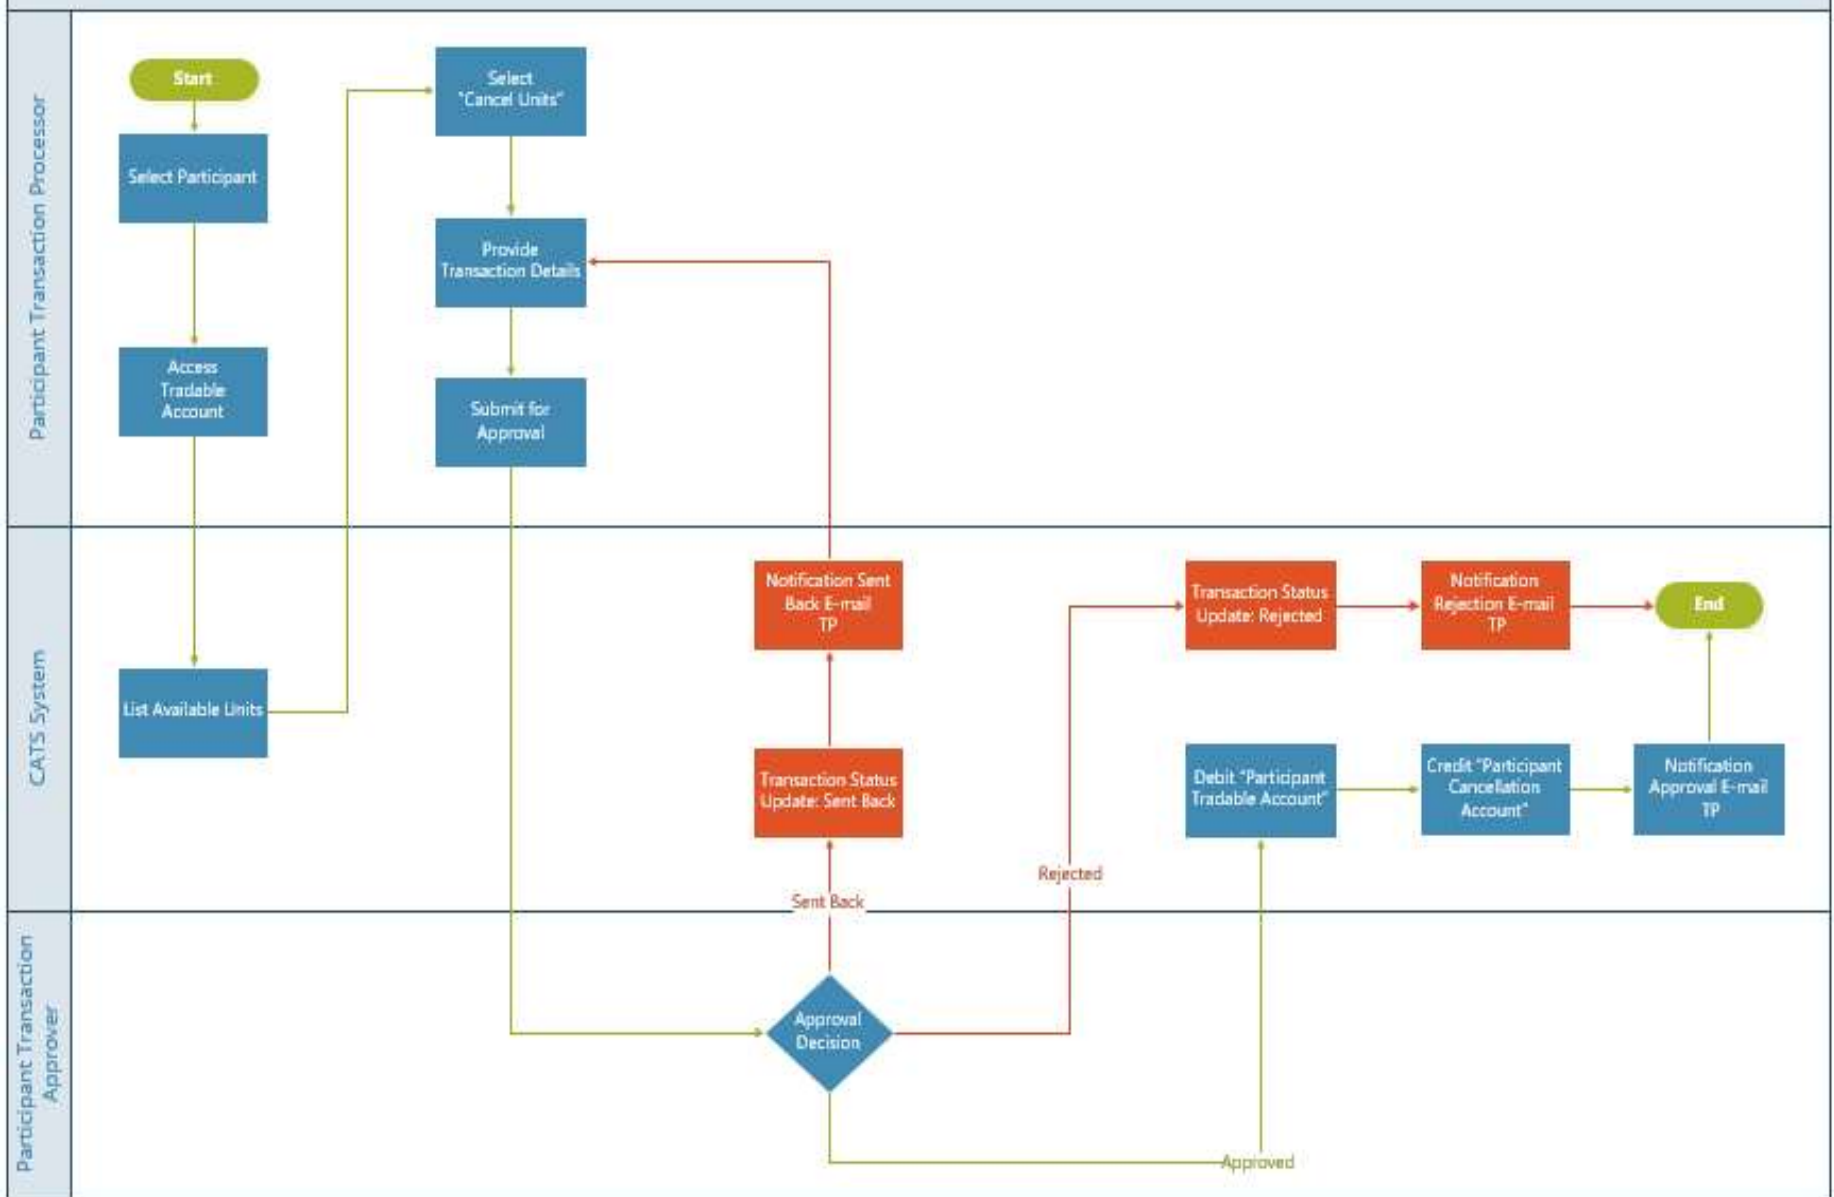 Participant Transaction Processor
Start
Select Participant
Access
Tradable
Account
Select
"Cancel Units"
Provide
Transaction Details
Submit for
Approval
CATS System
List Available Units
Notification Sent
Back E-mail
TP
Transaction Status
Update: Sent Back
Sent Back
Rejected
Transaction Status
Update: Rejected
Notification
Rejection E-mail
TP
End
Debit "Participant
Tradable Account"
Credit "Participant
Cancellation
Account"
Notification
Approval E-mail
TP
Participant Transaction
Approver
Approval
Decision
Approved